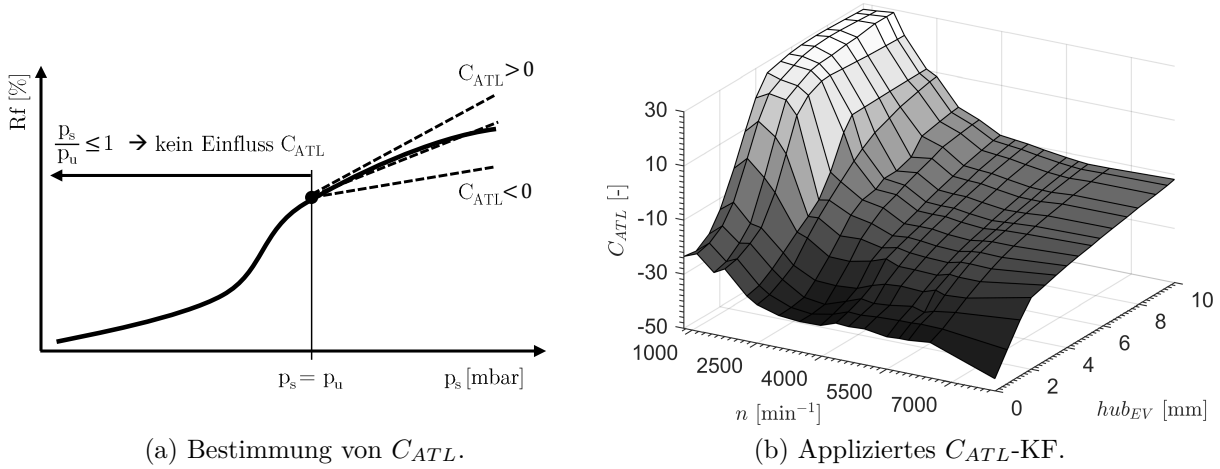 Rf [%]
C_ATL > 0
p_s/p_u ≤ 1 → kein Einfluss C_ATL
C_ATL < 0
p_s = p_u
p_s [mbar]
(a) Bestimmung von C_ATL.
C_ATL [-]
30
10
-10
-30
-50
1000
2500
4000
5500
7000
n [min⁻¹]
0
2
4
6
8
10
hub_EV [mm]
(b) Appliziertes C_ATL-KF.